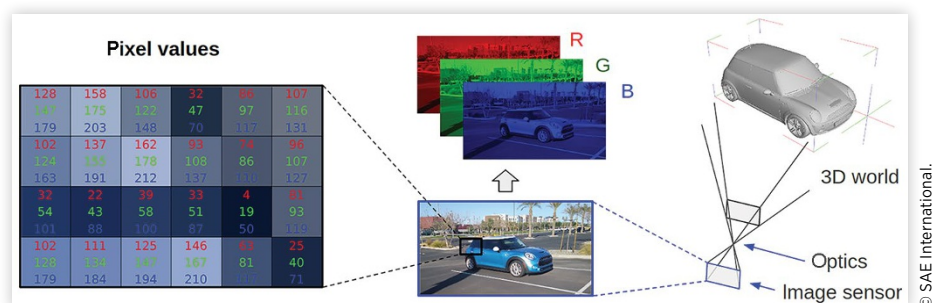 Pixel values
128 158 106 32 86 107
175 122 47 97 116
179 203 148 70 117 131
102 137 162 93 74 96
124 178 108 86 107
163 191 212 137 110 127
32 22 39 33 4
54 43 58 51 19 93
101 88 100 87 50 119
102 111 125 146 63 25
128 134 147 167 81 40
179 184 194 210 71
R
G
B
3D world
Optics
Image sensor
© SAE International.